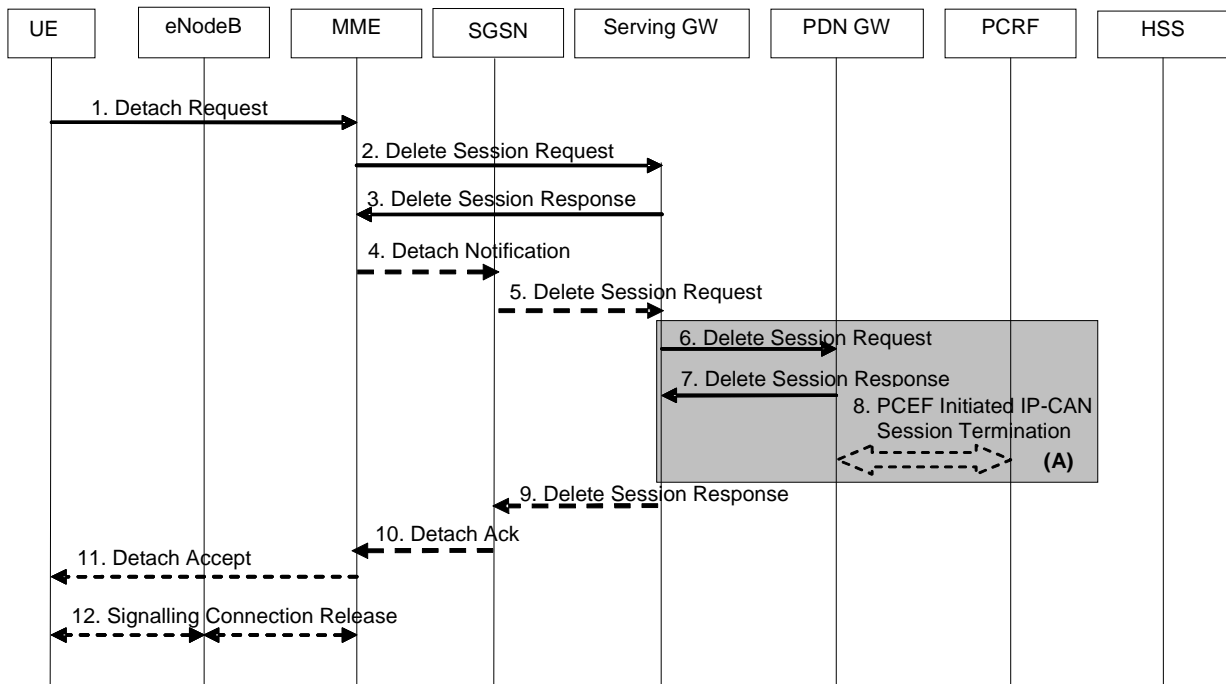 UE
eNodeB
MME
SGSN
Serving GW
PDN GW
PCRF
HSS
1. Detach Request
2. Delete Session Request
3. Delete Session Response
4. Detach Notification
5. Delete Session Request
6. Delete Session Request
7. Delete Session Response
8. PCEF Initiated IP-CAN
Session Termination
(A)
9. Delete Session Response
10. Detach Ack
11. Detach Accept
12. Signalling Connection Release